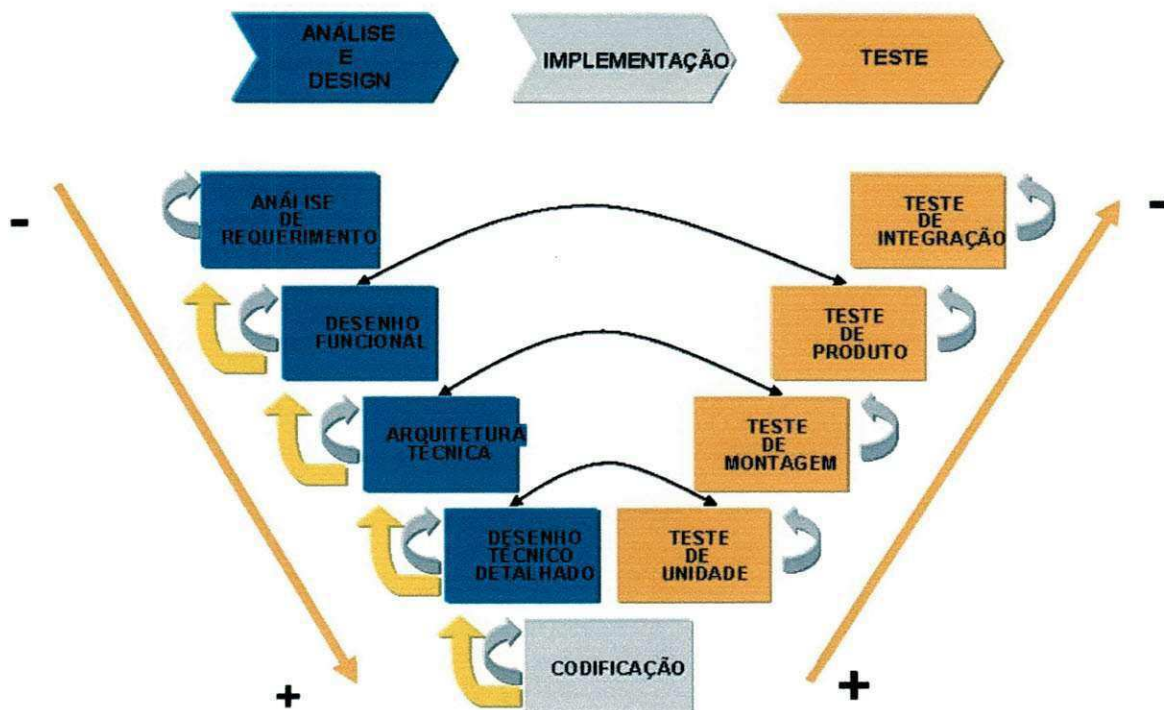 ANÁLISE
E
DESIGN
IMPLEMENTAÇÃO
TESTE
-
-
ANÁLISE
DE
REQUERIMENTO
TESTE
DE
INTEGRAÇÃO
DESENHO
FUNCIONAL
TESTE
DE
PRODUTO
ARQUITETURA
TÉCNICA
TESTE
DE
MONTAGEM
DESENHO
TÉCNICO
DETALHADO
TESTE
DE
UNIDADE
CODIFICAÇÃO
+
+